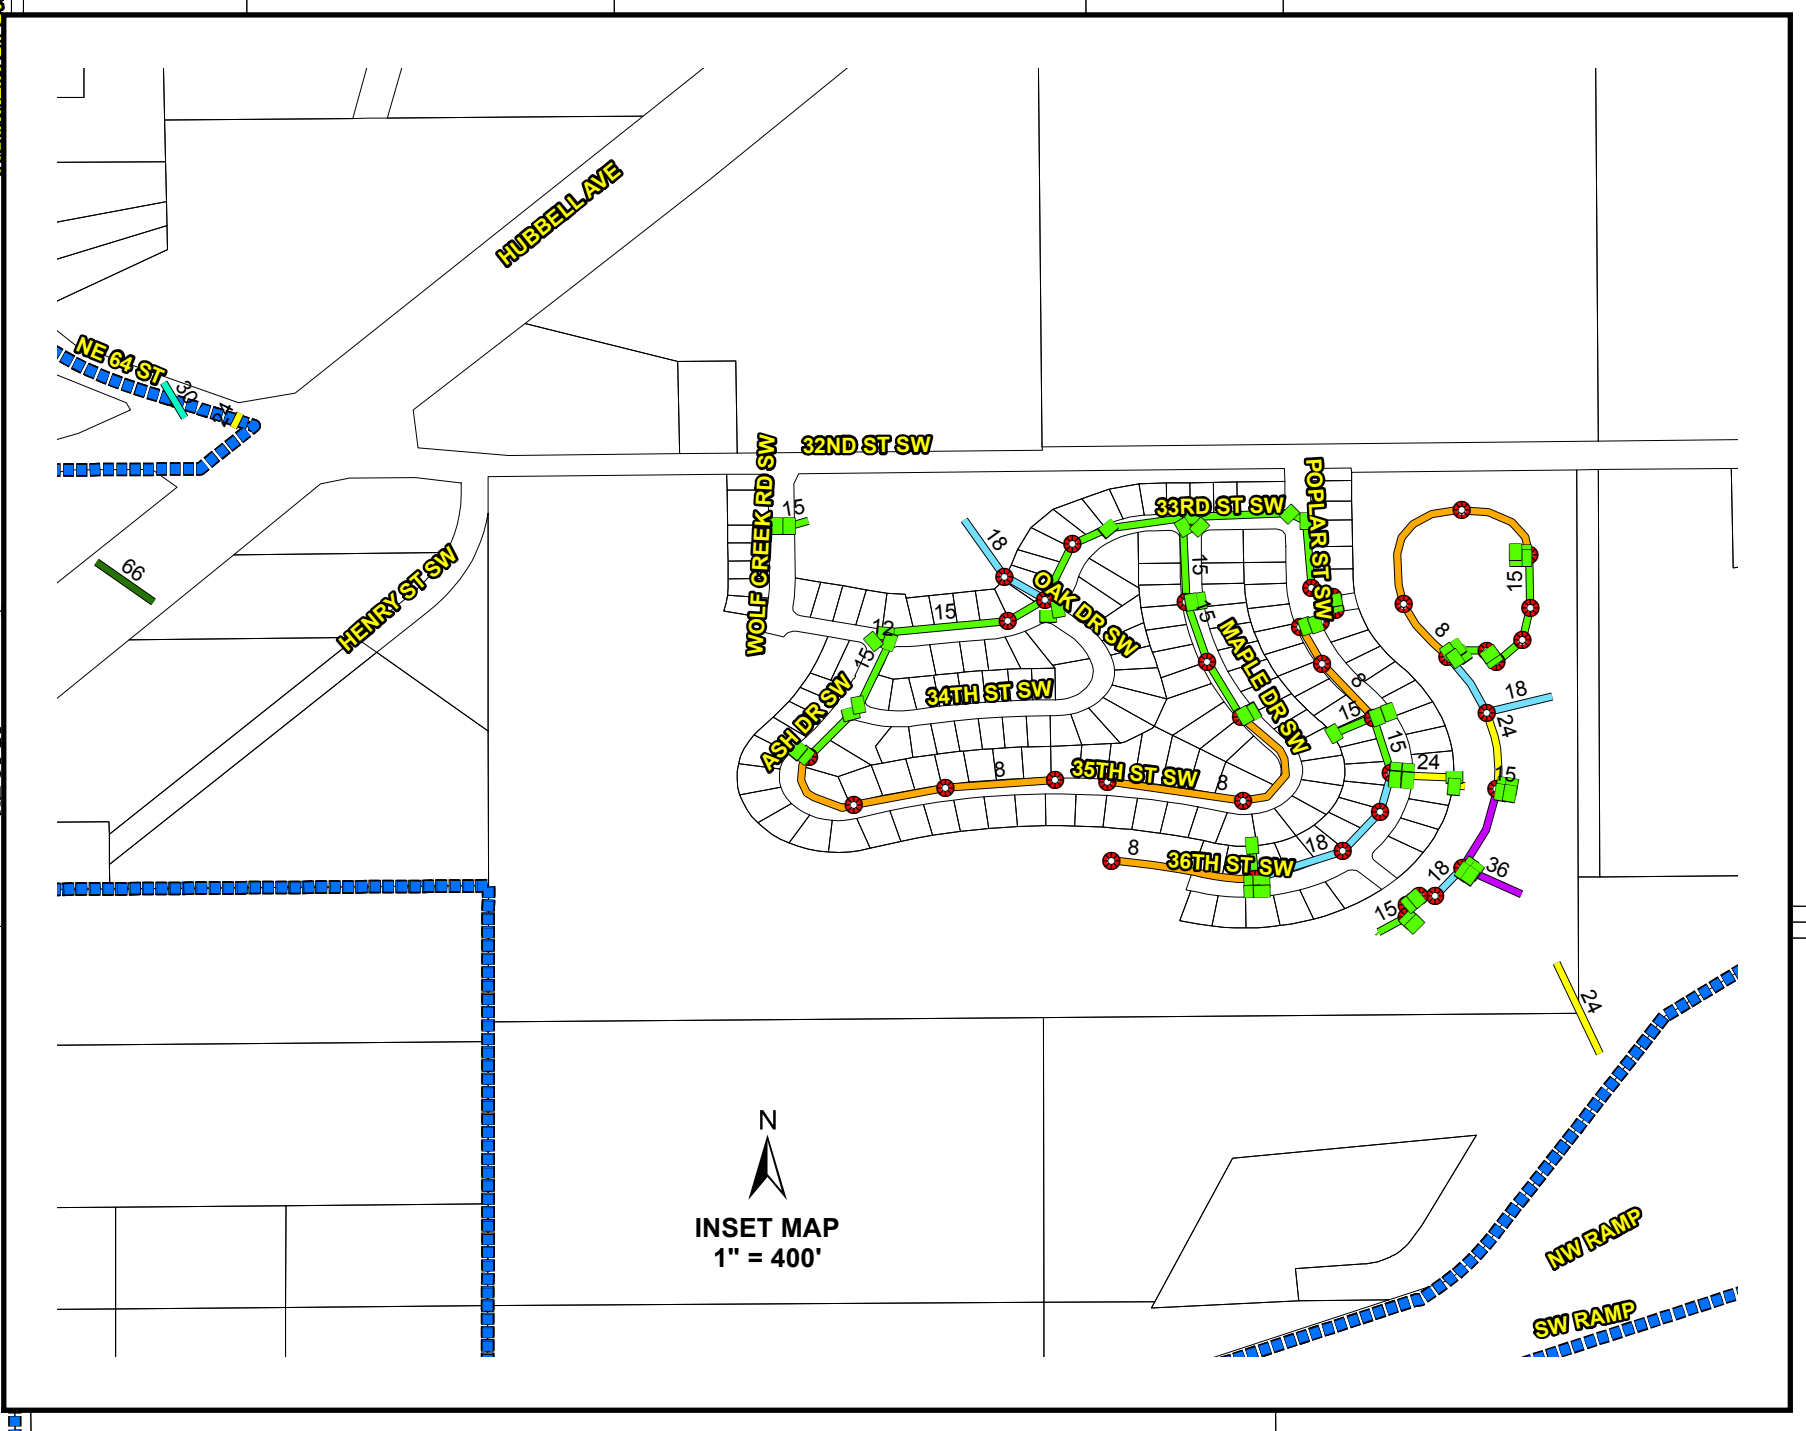 HUBBELL AVE
NE 64 ST
30
24
32ND ST SW
WOLF CREEK RD SW
POPLAR ST SW
33RD ST SW
15
18
66
HENRY ST SW
15
15
OAK DR SW
8
15
12
15
15
MAPLE DR SW
34TH ST SW
8
18
ASH DR SW
15
24
15
8
35TH ST SW
8
24
15
8
36TH ST SW
18
18
36
15
24
N
INSET MAP
1" = 400'
NW RAMP
SW RAMP